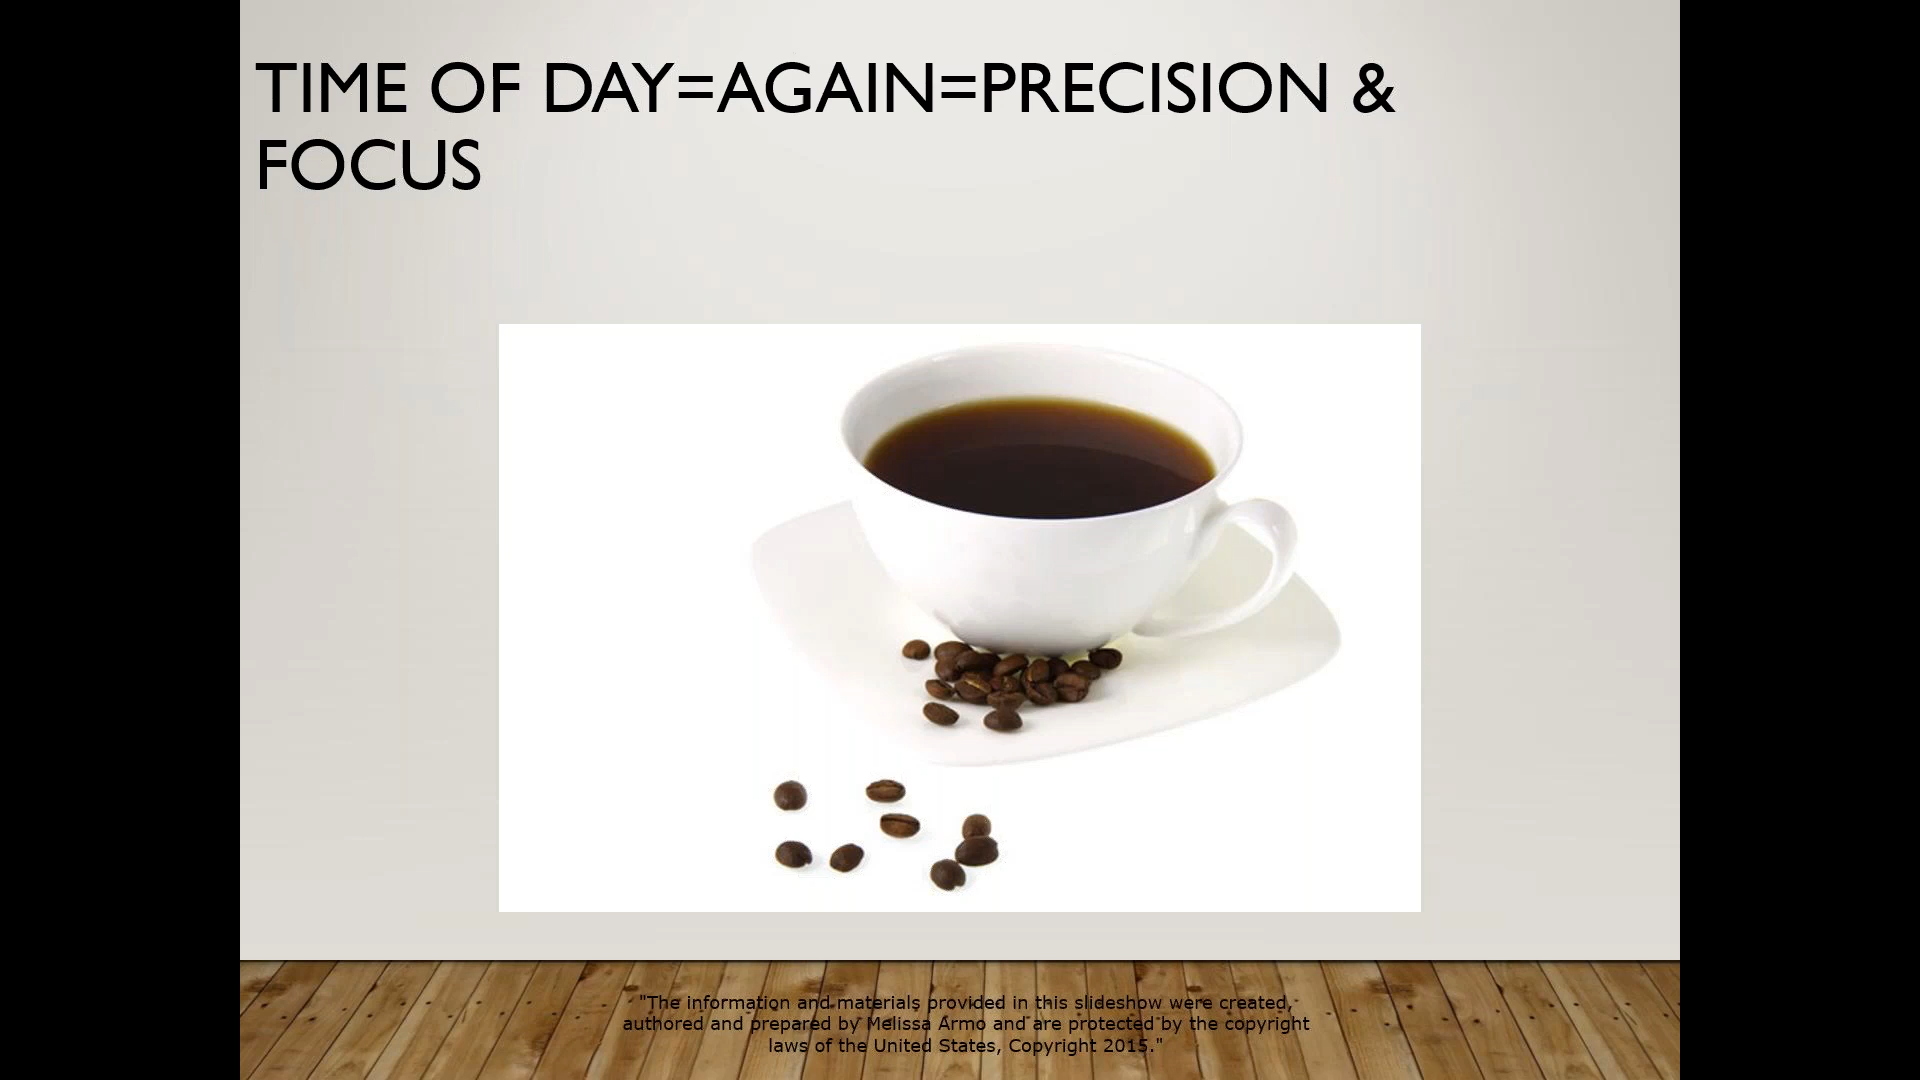 TIME OF DAY=AGAIN=PRECISION &
FOCUS
"The information and materials provided in this slideshow were created,
authored and prepared by Melissa Armo and are protected by the copyright
laws of the United States, Copyright 2015."